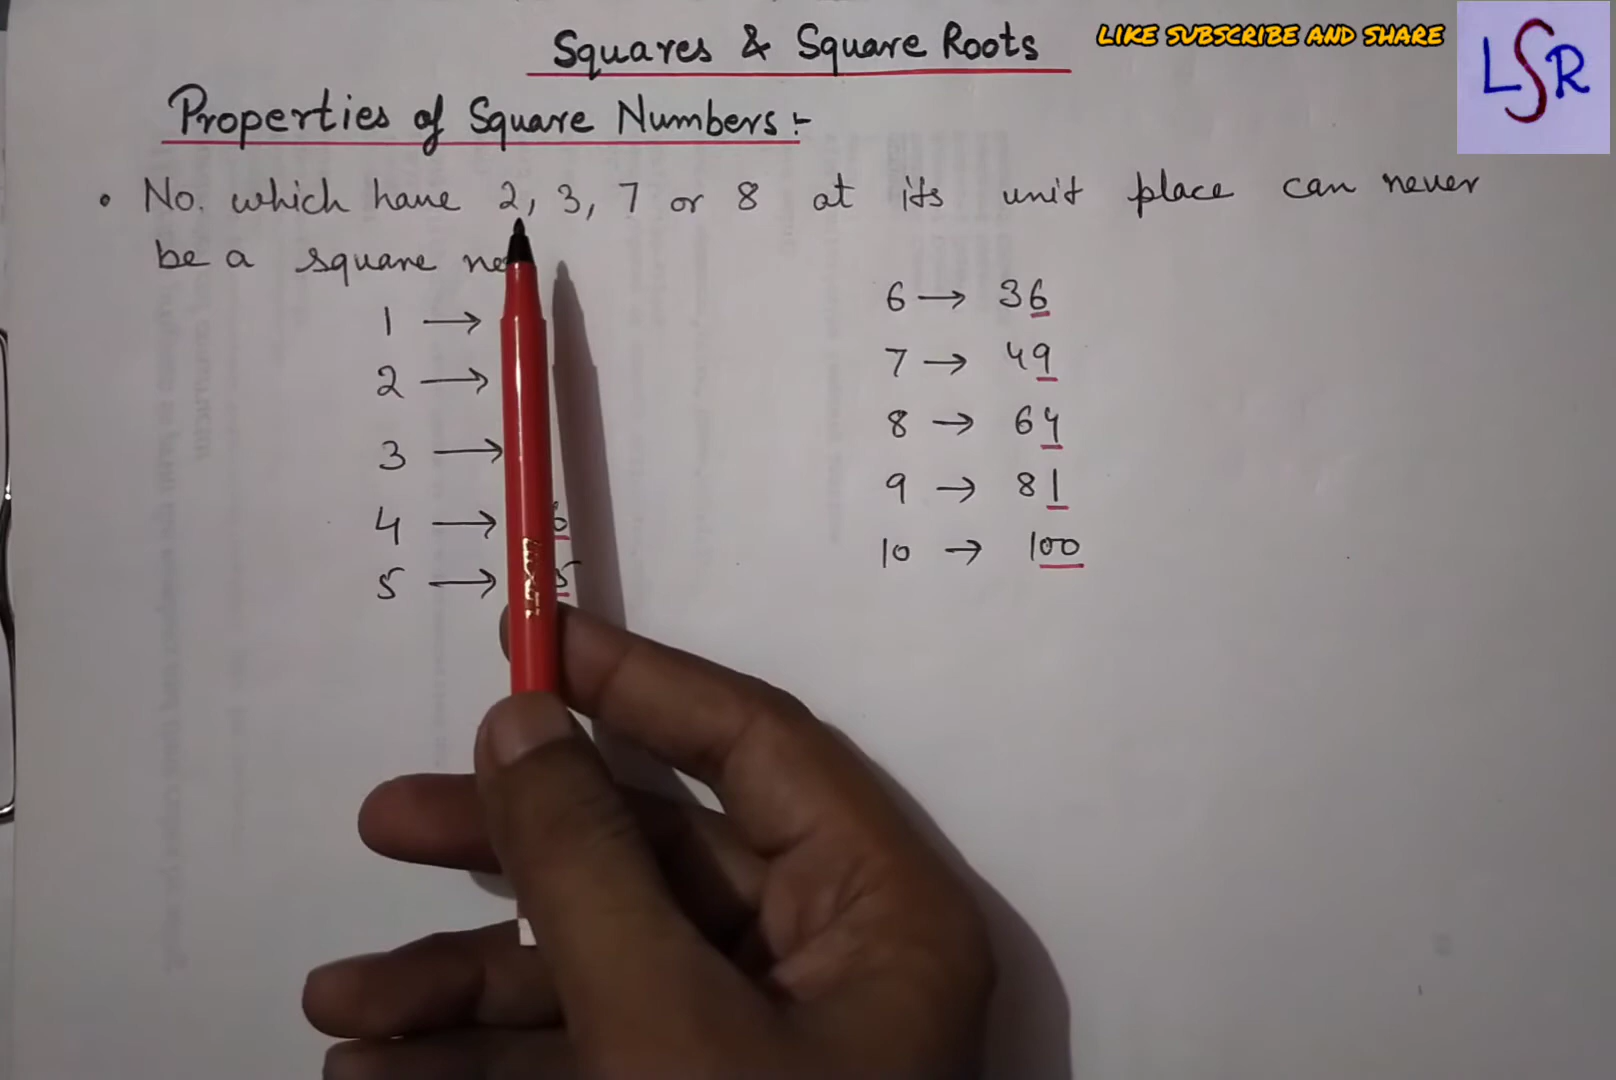 Squares & Square Roots
LIKE SUBSCRIBE AND SHARE
LSR
Properties of Square Numbers :-
• No. which have 2, 3, 7 or 8 at its unit place can never
be a square
1 →
2 →
3 →
4 → 6
5 → 5
6 → 36
7 → 49
8 → 64
9 → 81
10 → 100